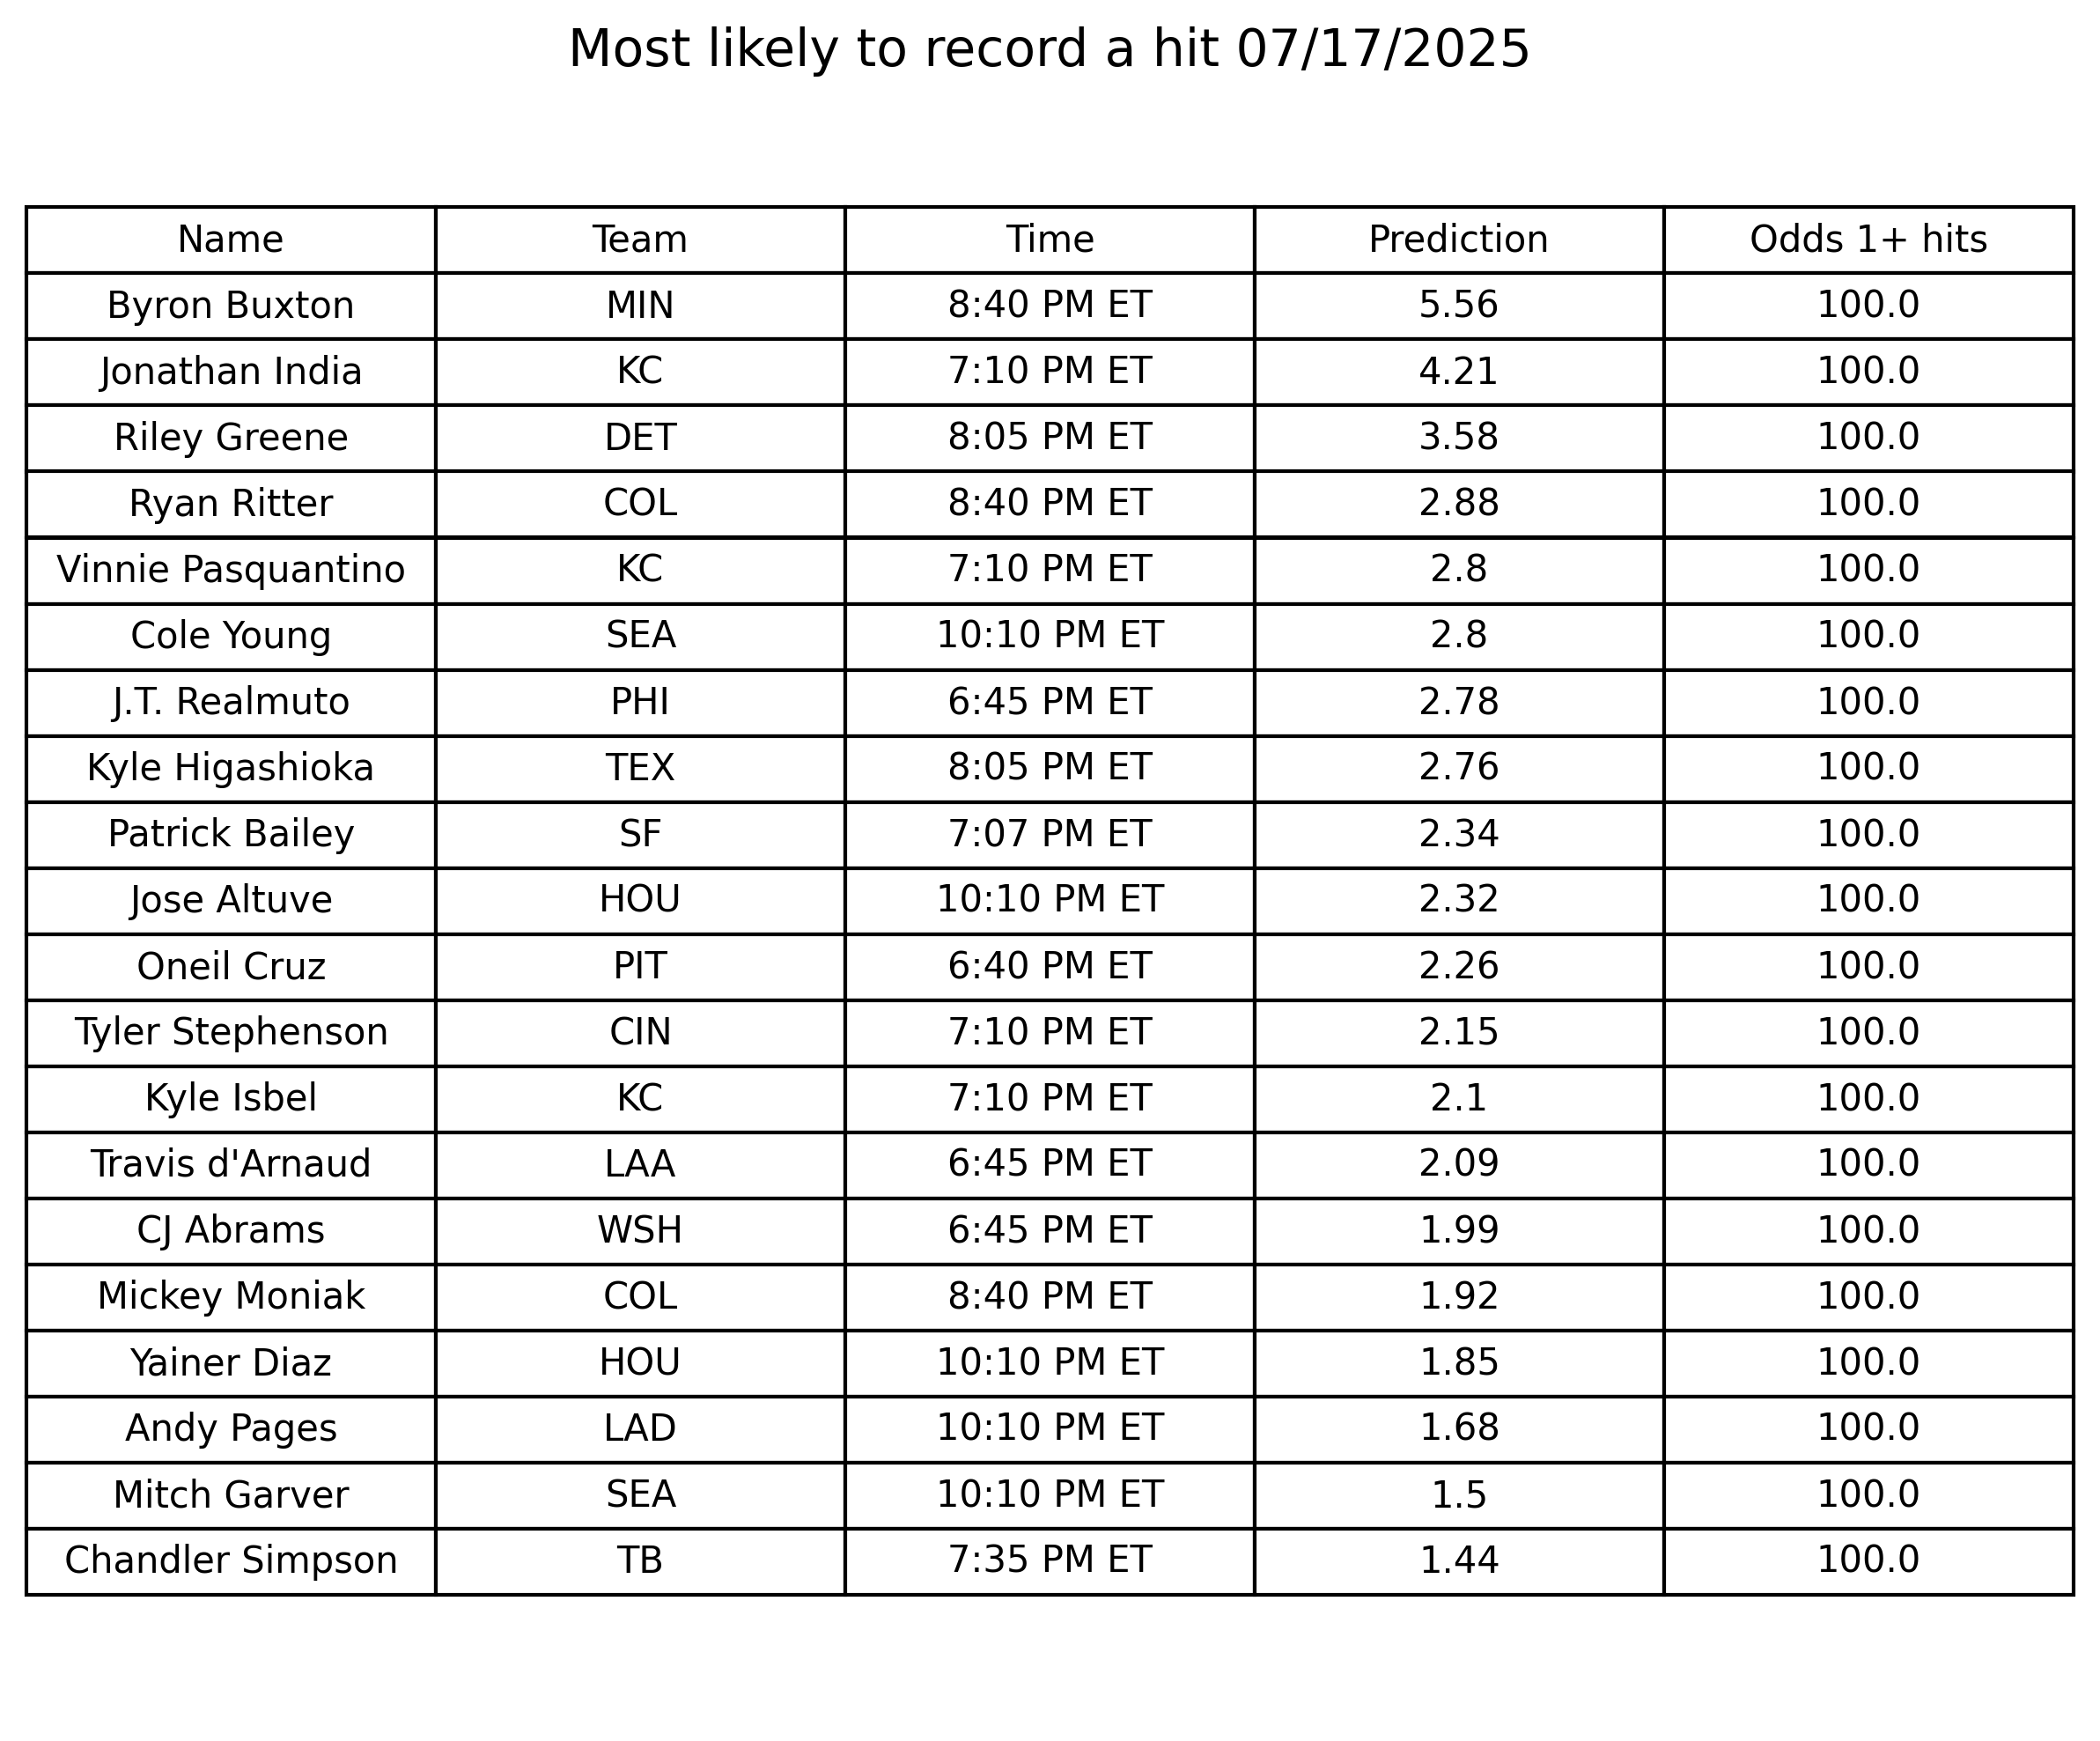 Most likely to record a hit 07/17/2025
Name Team Time Prediction Odds 1+ hits
Byron Buxton MIN 8:40 PM ET 5.56 100.0
Jonathan India KC 7:10 PM ET 4.21 100.0
Riley Greene DET 8:05 PM ET 3.58 100.0
Ryan Ritter COL 8:40 PM ET 2.88 100.0
Vinnie Pasquantino KC 7:10 PM ET 2.8 100.0
Cole Young SEA 10:10 PM ET 2.8 100.0
J.T. Realmuto PHI 6:45 PM ET 2.78 100.0
Kyle Higashioka TEX 8:05 PM ET 2.76 100.0
Patrick Bailey SF 7:07 PM ET 2.34 100.0
Jose Altuve HOU 10:10 PM ET 2.32 100.0
Oneil Cruz PIT 6:40 PM ET 2.26 100.0
Tyler Stephenson CIN 7:10 PM ET 2.15 100.0
Kyle Isbel KC 7:10 PM ET 2.1 100.0
Travis d'Arnaud LAA 6:45 PM ET 2.09 100.0
CJ Abrams WSH 6:45 PM ET 1.99 100.0
Mickey Moniak COL 8:40 PM ET 1.92 100.0
Yainer Diaz HOU 10:10 PM ET 1.85 100.0
Andy Pages LAD 10:10 PM ET 1.68 100.0
Mitch Garver SEA 10:10 PM ET 1.5 100.0
Chandler Simpson TB 7:35 PM ET 1.44 100.0